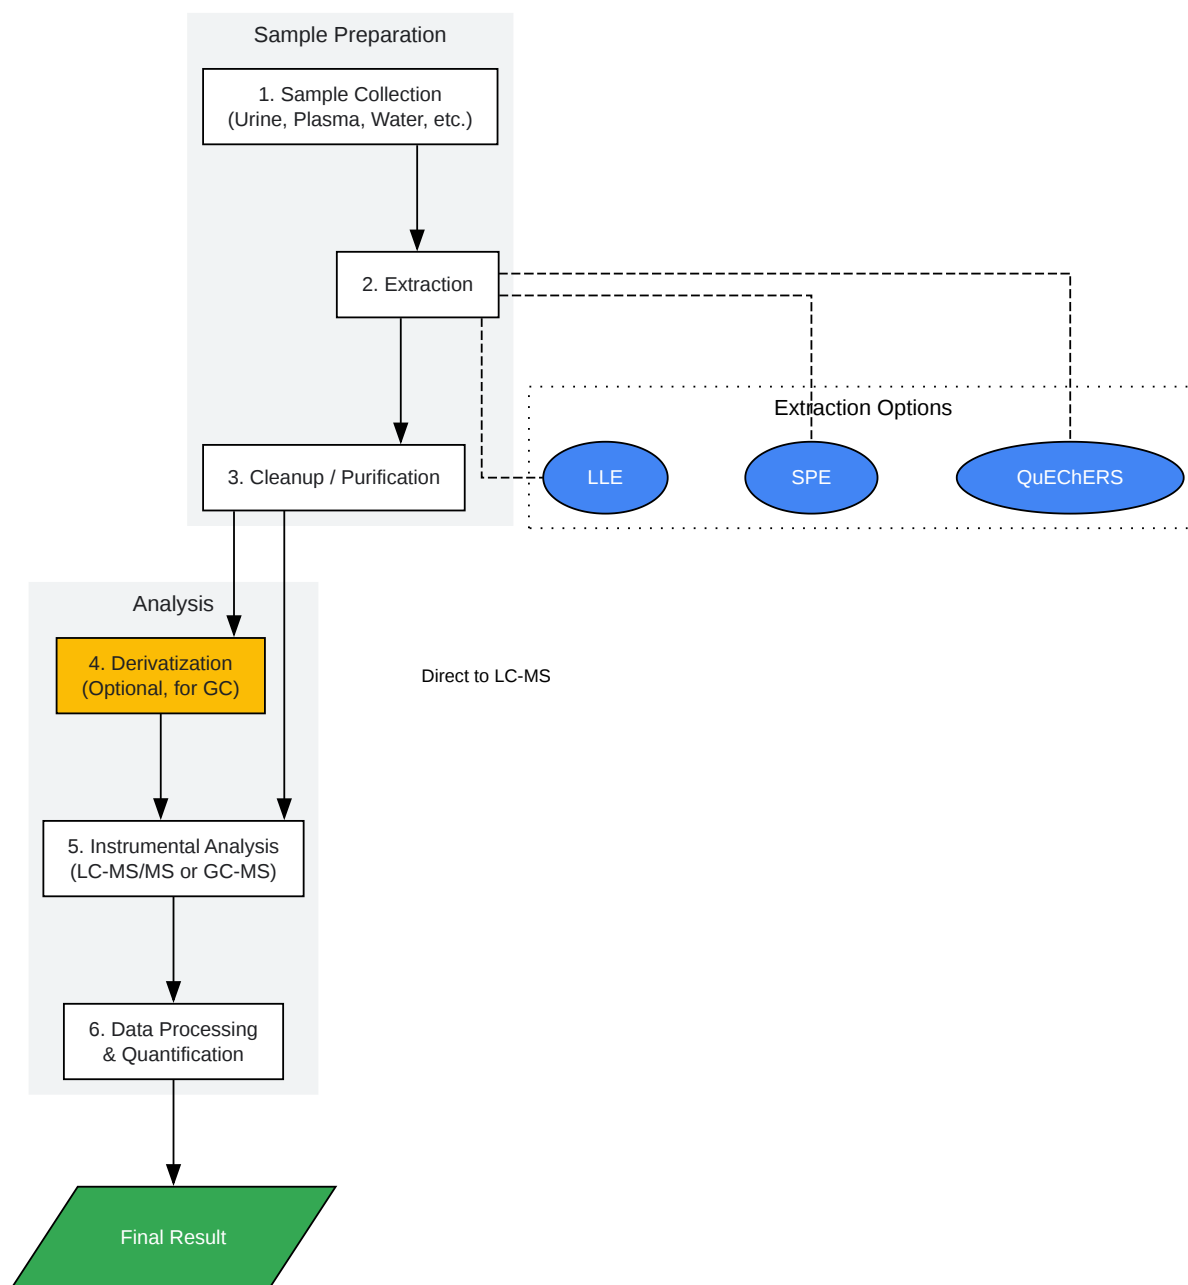 Sample Preparation
1. Sample Collection
(Urine, Plasma, Water, etc.)
2. Extraction
Extraction Options
3. Cleanup / Purification
LLE
SPE
QuEChERS
Analysis
4. Derivatization
(Optional, for GC)
Direct to LC-MS
5. Instrumental Analysis
(LC-MS/MS or GC-MS)
6. Data Processing
& Quantification
Final Result